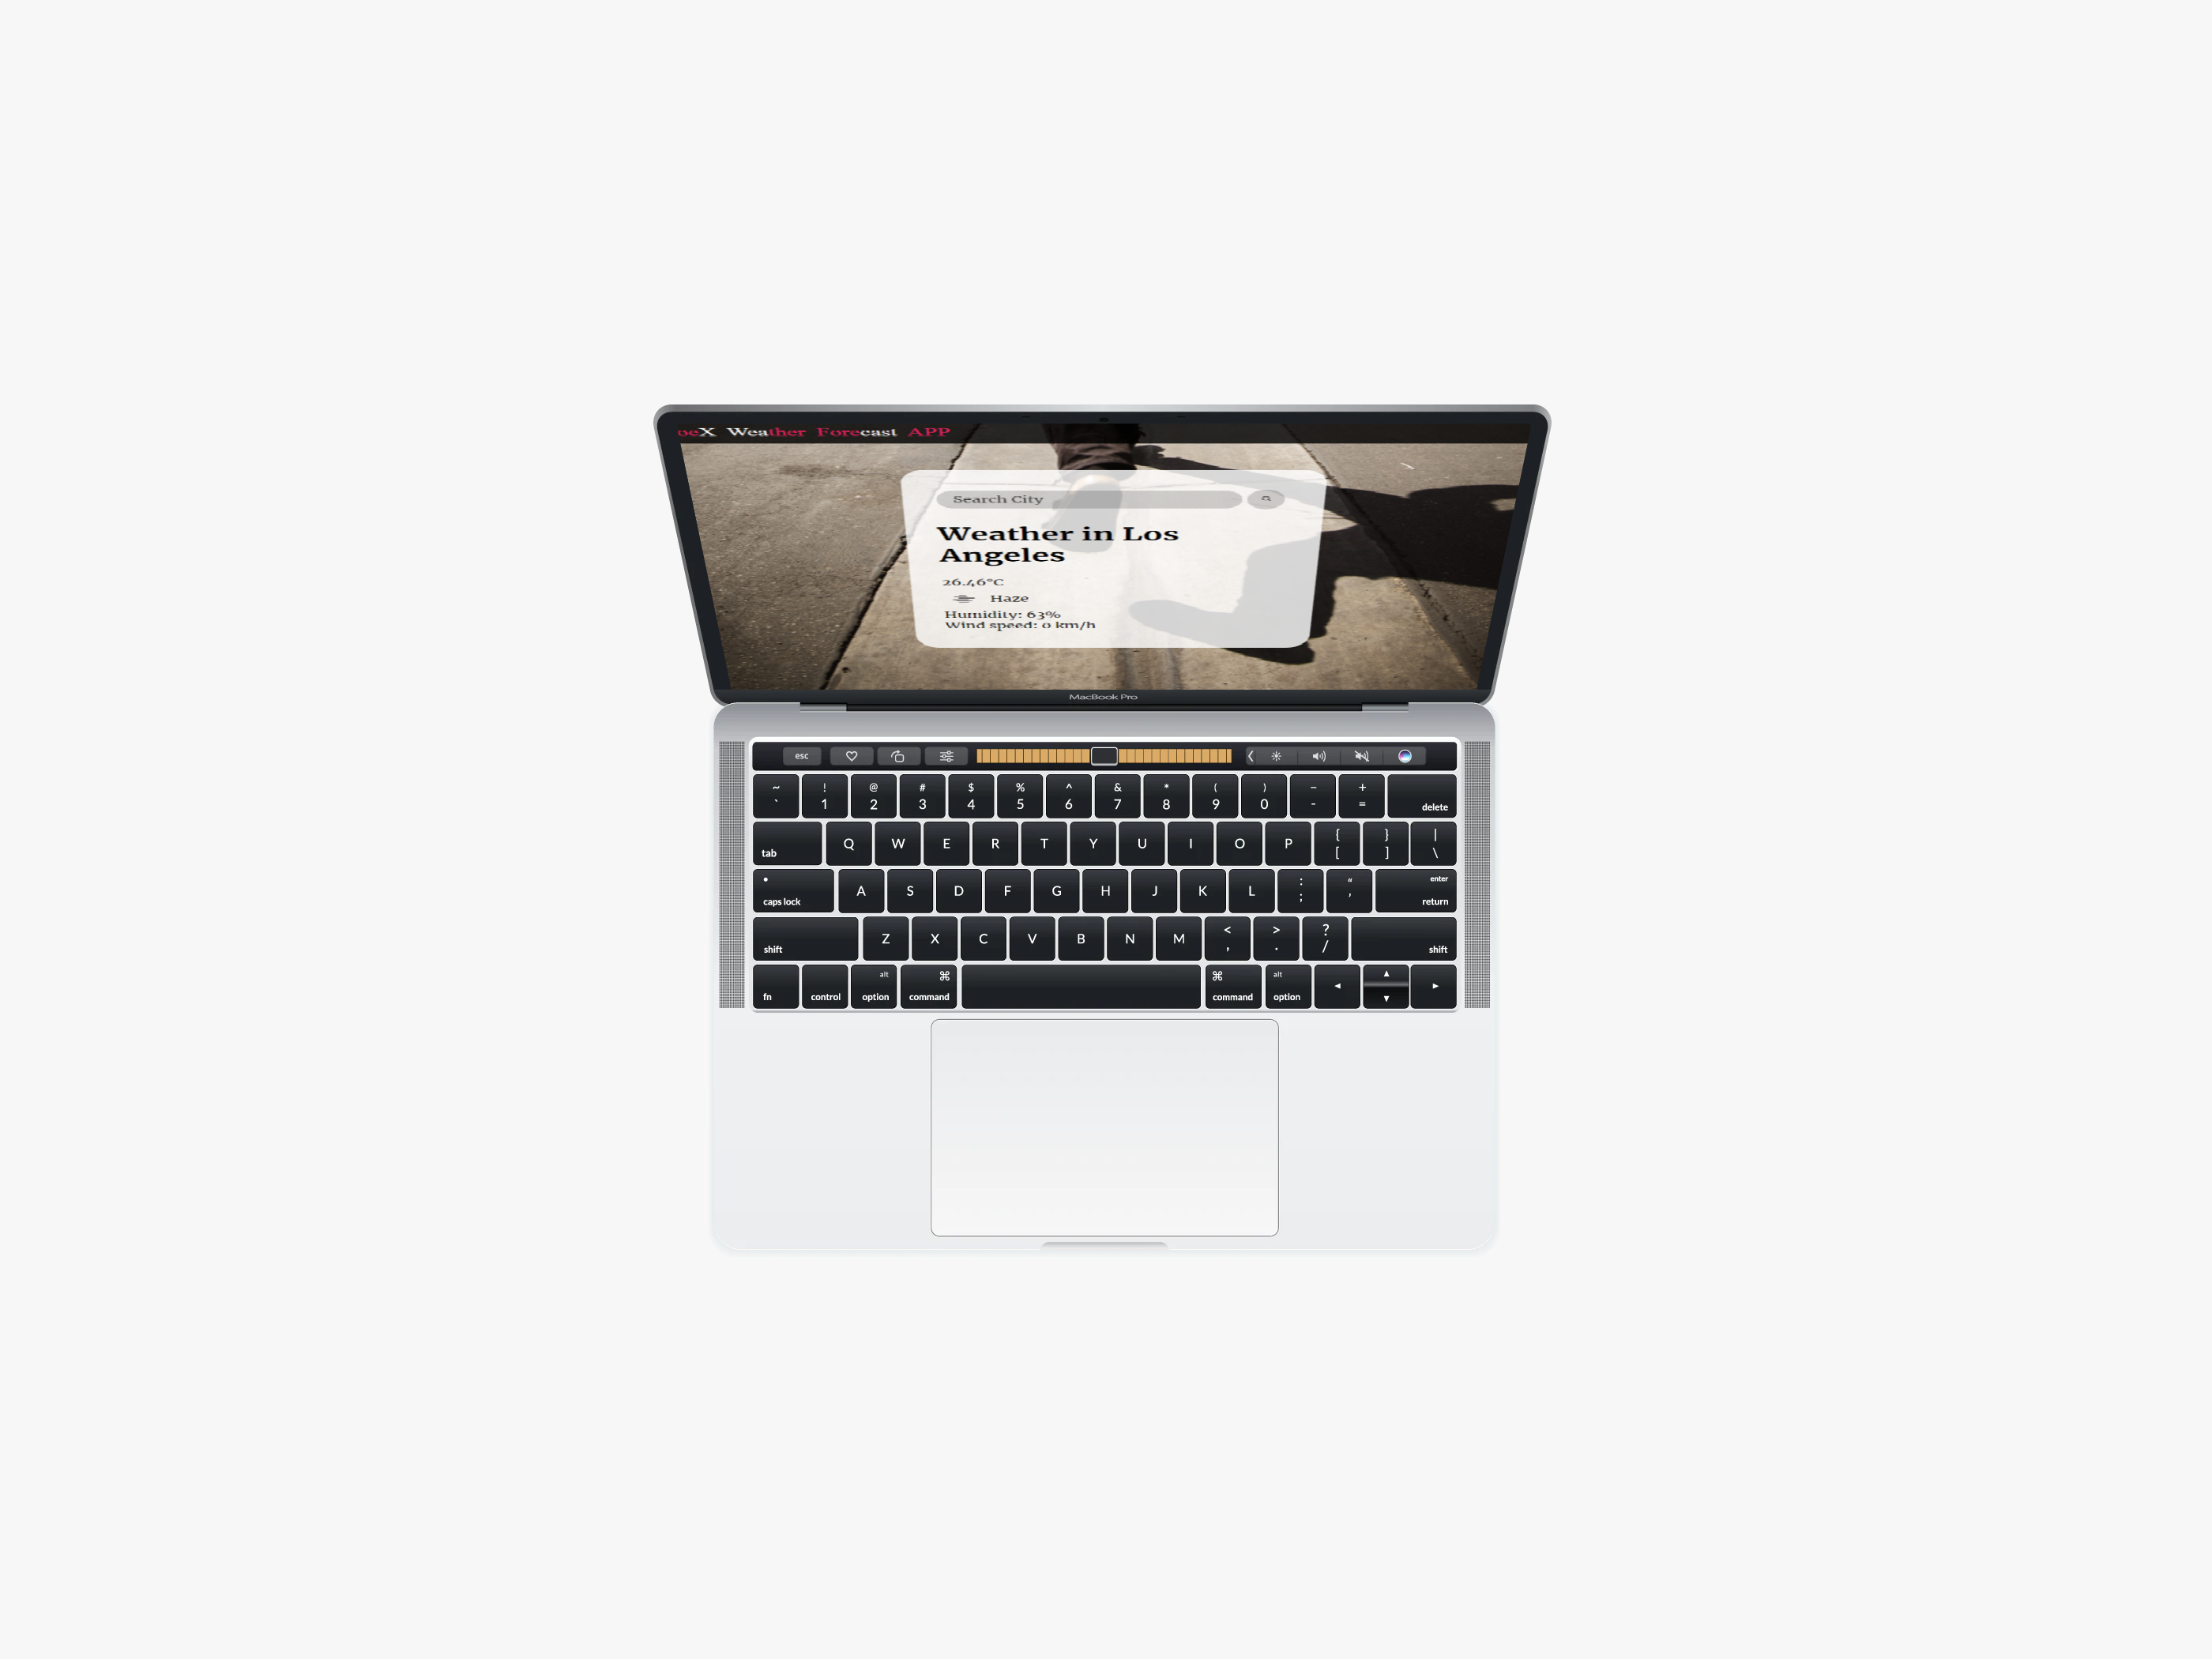 Weather Forecast APP
Search City
Weather in Los
Angeles
26.46°C
Haze
Humidity: 63%
Wind speed: 0 km/h
MacBook Pro
esc
~ ! @ # $ % ^ & * ( ) – +
` 1 2 3 4 5 6 7 8 9 0 - = delete
tab Q W E R T Y U I O P { [ } ] | \
caps lock A S D F G H J K L : ; " ' enter return
shift Z X C V B N M < , > . ? / shift
fn control alt option ⌘ command ⌘ command alt option ◄ ▲ ▼ ►